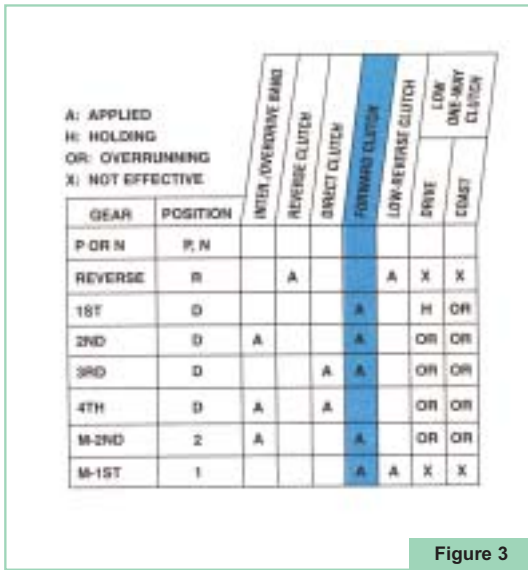 A: APPLIED
H: HOLDING
OR: OVERRUNNING
X: NOT EFFECTIVE
INTER./OVERDRIVE BAND
REVERSE CLUTCH
DIRECT CLUTCH
FORWARD CLUTCH
LOW-REVERSE CLUTCH
LOW ONE-WAY CLUTCH
DRIVE
COAST
GEAR POSITION
P OR N P, N
REVERSE R A A X X
1ST D A H OR
2ND D A A OR OR
3RD D A A OR OR
4TH D A A OR OR
M-2ND 2 A A OR OR
M-1ST 1 A A X X
Figure 3